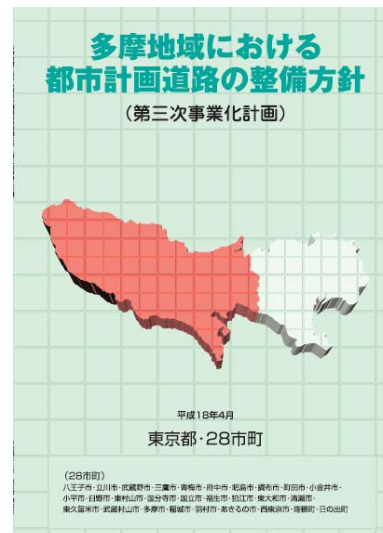 多摩地域における
都市計画道路の整備方針
（第三次事業化計画）
平成18年4月
東京都・28市町
（28市町）
八王子市・立川市・武蔵野市・三鷹市・青梅市・府中市・昭島市・調布市・町田市・小金井市・
小平市・日野市・東村山市・国分寺市・国立市・福生市・狛江市・東大和市・清瀬市・
東久留米市・武蔵村山市・多摩市・稲城市・羽村市・あきる野市・西東京市・瑞穂町・日の出町